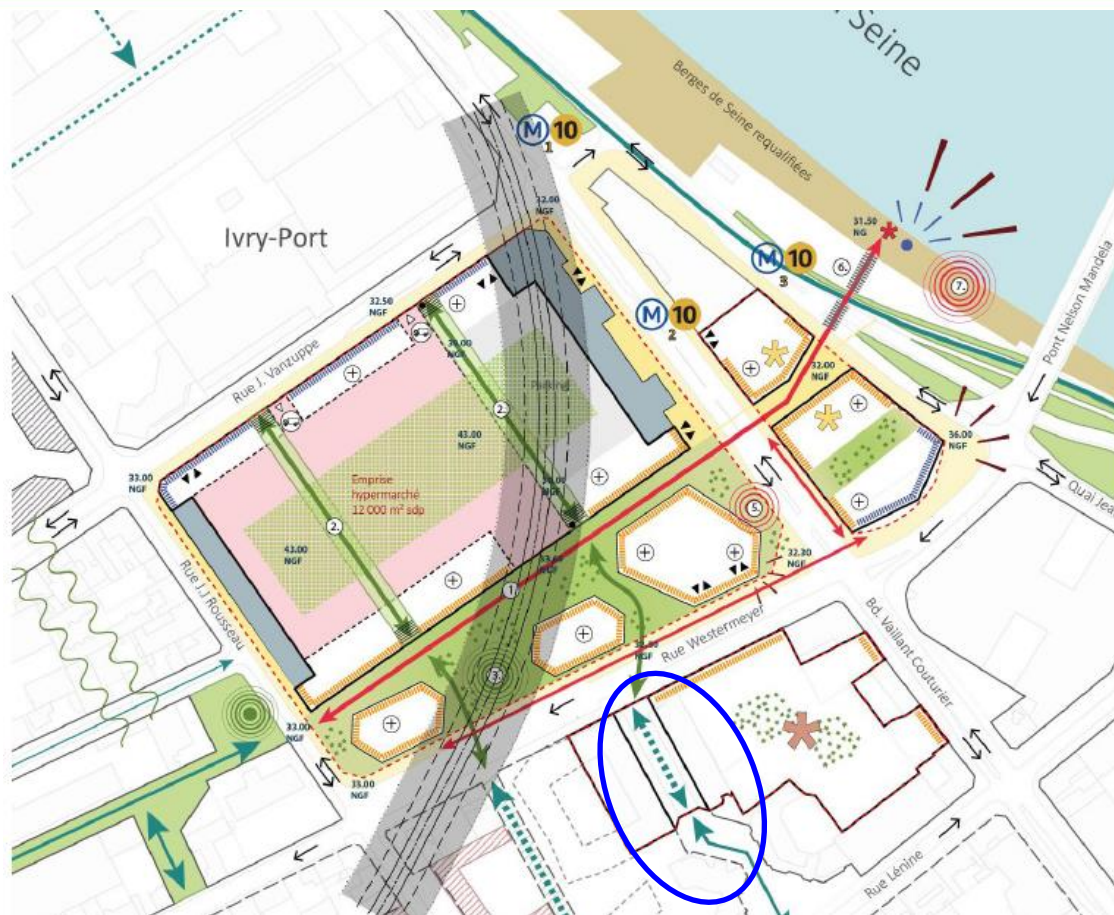 Seine
Berges de Seine requalifiées
M 10
1
32.00
NGF
Ivry-Port
31.50
NG
6.
M 10
3
7.
Pont Nelson Mandela
32.50
NGF
M 10
2
Rue J. Vanzuppe
39.00
NGF
32.00
NGF
2.
43.00
NGF
36.00
NGF
Quai Jea
33.00
NGF
Emprise
hypermarché
12 000 m² sdp
2.
43.00
NGF
5.
32.30
NGF
1
Rue J.J Rousseau
Rue Westermeyer
Bd. Vaillant Couturier
NGF
3.
33.00
NGF
33.00
NGF
Rue Lénine